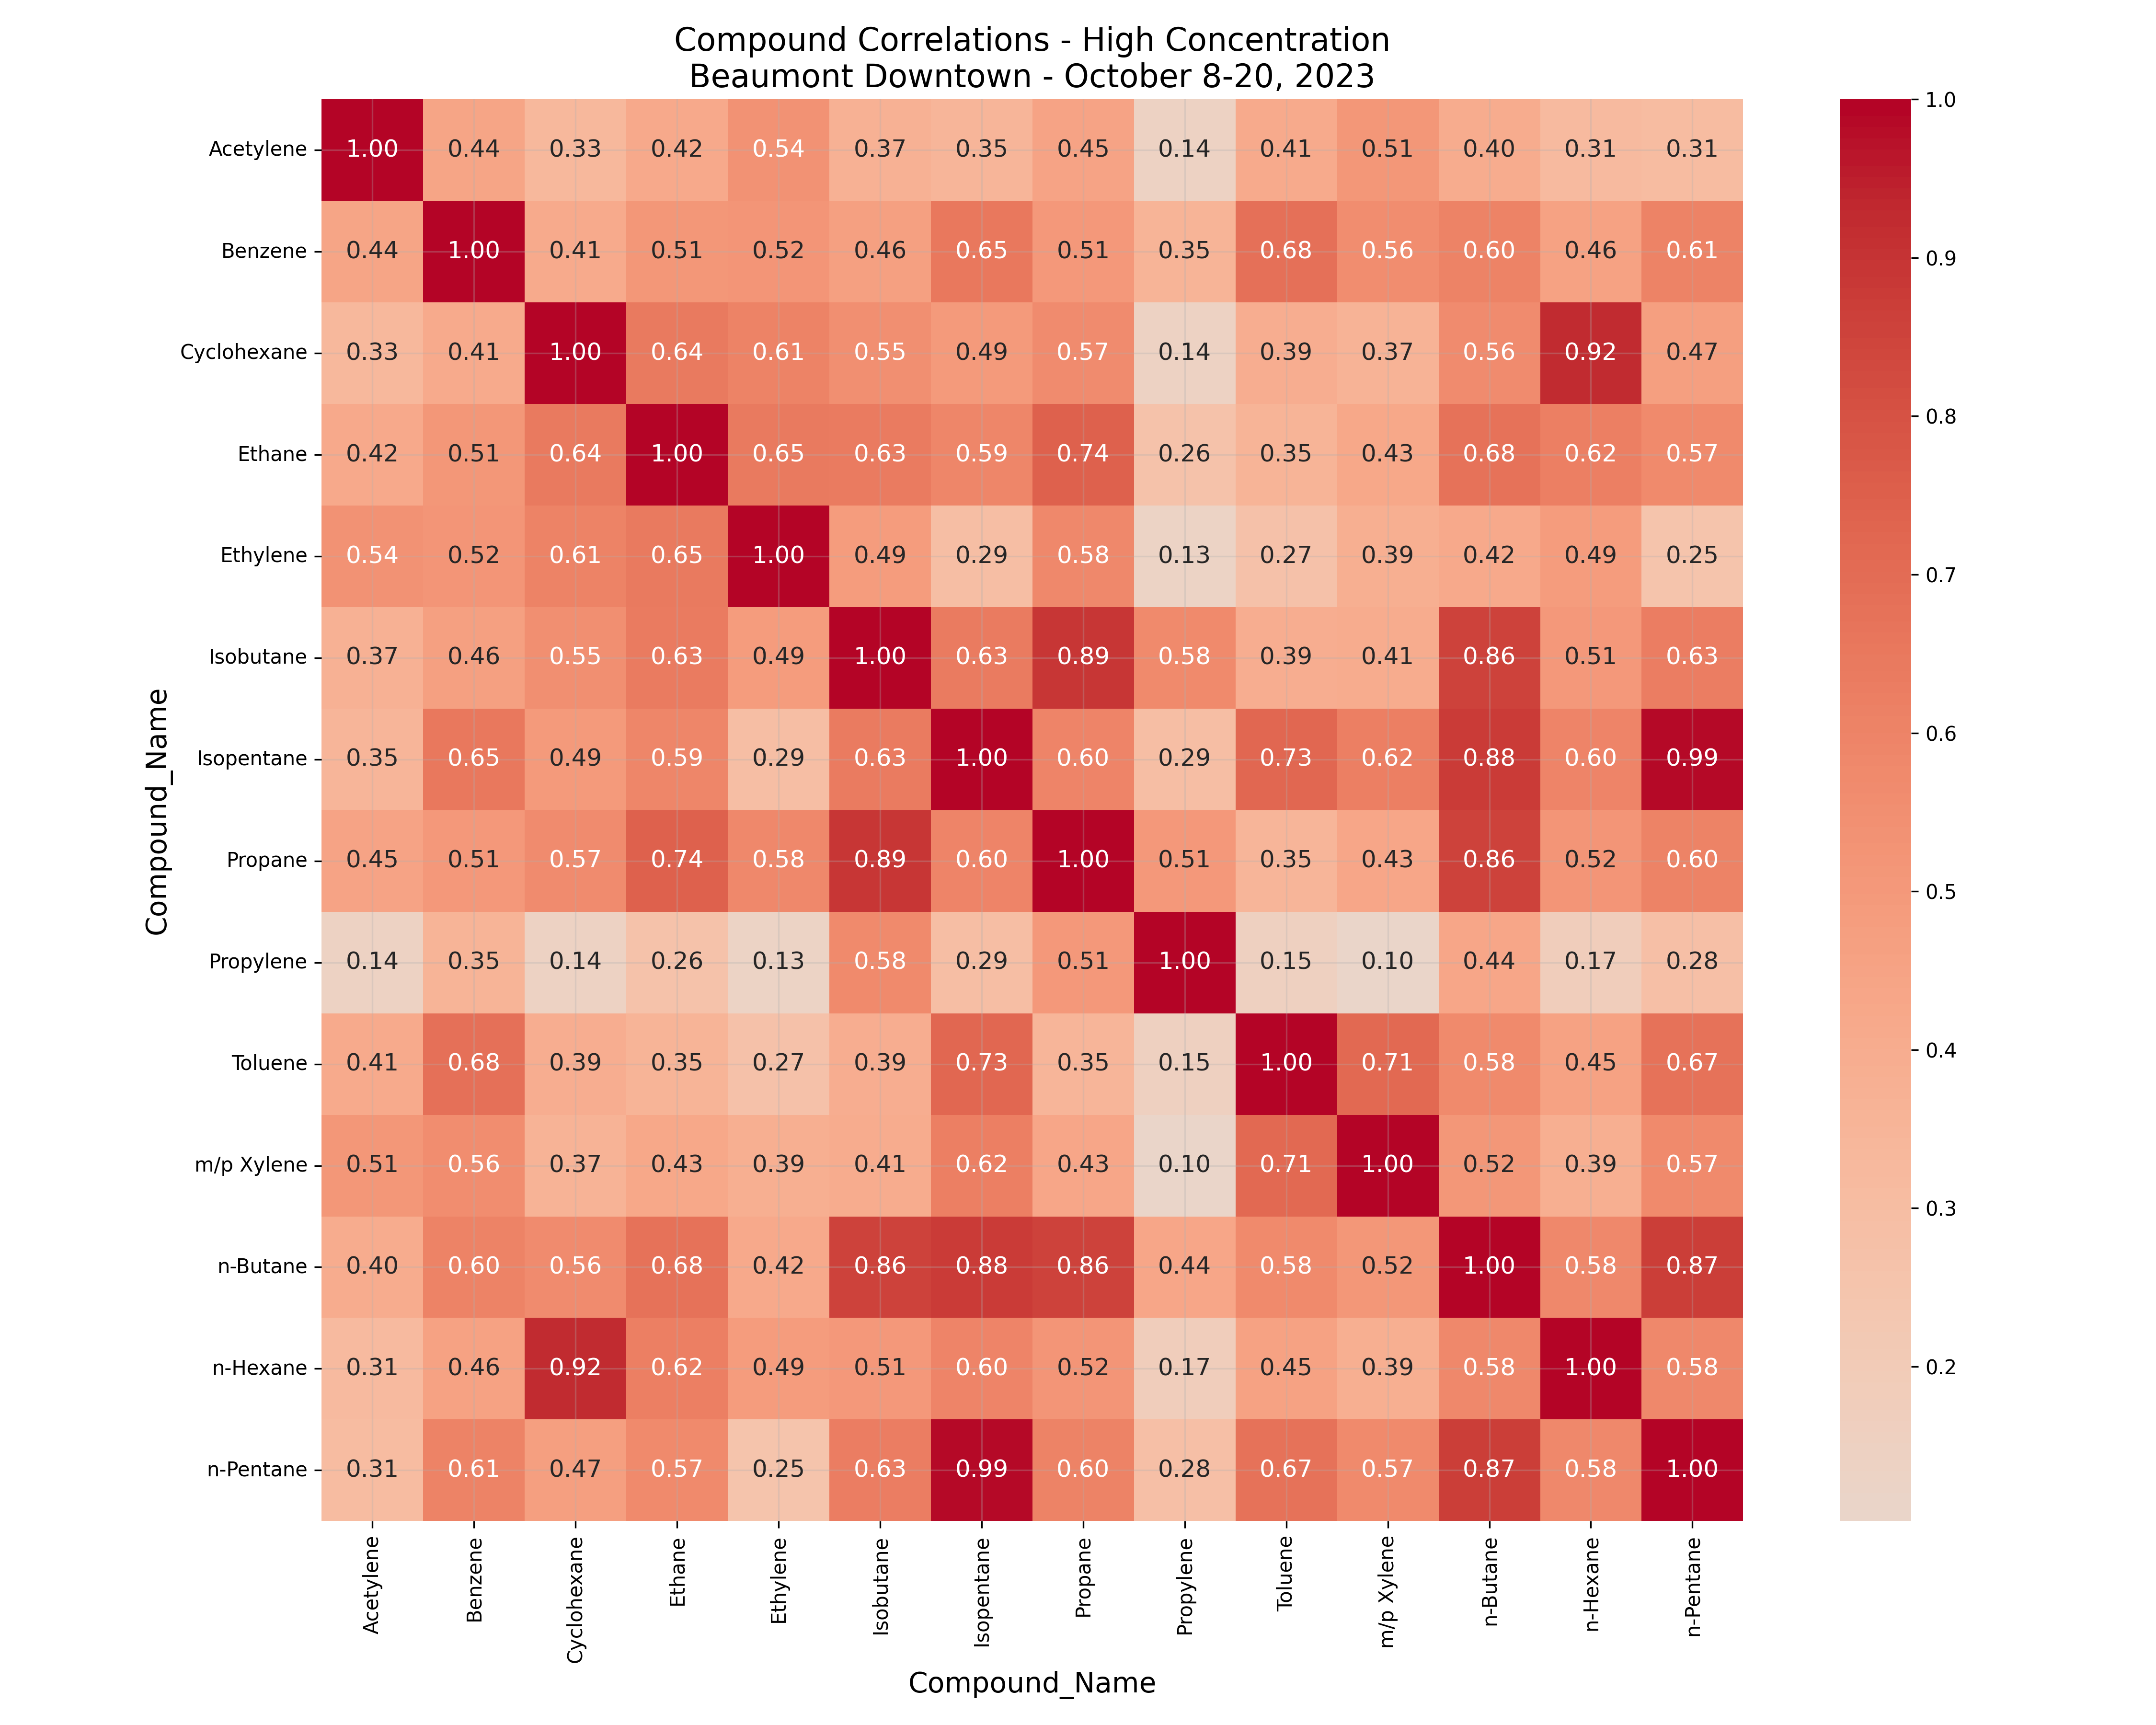 Compound Correlations - High Concentration
Beaumont Downtown - October 8-20, 2023
Compound_Name
Acetylene 1.00 0.44 0.33 0.42 0.54 0.37 0.35 0.45 0.14 0.41 0.51 0.40 0.31 0.31
Benzene 0.44 1.00 0.41 0.51 0.52 0.46 0.65 0.51 0.35 0.68 0.56 0.60 0.46 0.61
Cyclohexane 0.33 0.41 1.00 0.64 0.61 0.55 0.49 0.57 0.14 0.39 0.37 0.56 0.92 0.47
Ethane 0.42 0.51 0.64 1.00 0.65 0.63 0.59 0.74 0.26 0.35 0.43 0.68 0.62 0.57
Ethylene 0.54 0.52 0.61 0.65 1.00 0.49 0.29 0.58 0.13 0.27 0.39 0.42 0.49 0.25
Isobutane 0.37 0.46 0.55 0.63 0.49 1.00 0.63 0.89 0.58 0.39 0.41 0.86 0.51 0.63
Isopentane 0.35 0.65 0.49 0.59 0.29 0.63 1.00 0.60 0.29 0.73 0.62 0.88 0.60 0.99
Propane 0.45 0.51 0.57 0.74 0.58 0.89 0.60 1.00 0.51 0.35 0.43 0.86 0.52 0.60
Propylene 0.14 0.35 0.14 0.26 0.13 0.58 0.29 0.51 1.00 0.15 0.10 0.44 0.17 0.28
Toluene 0.41 0.68 0.39 0.35 0.27 0.39 0.73 0.35 0.15 1.00 0.71 0.58 0.45 0.67
m/p Xylene 0.51 0.56 0.37 0.43 0.39 0.41 0.62 0.43 0.10 0.71 1.00 0.52 0.39 0.57
n-Butane 0.40 0.60 0.56 0.68 0.42 0.86 0.88 0.86 0.44 0.58 0.52 1.00 0.58 0.87
n-Hexane 0.31 0.46 0.92 0.62 0.49 0.51 0.60 0.52 0.17 0.45 0.39 0.58 1.00 0.58
n-Pentane 0.31 0.61 0.47 0.57 0.25 0.63 0.99 0.60 0.28 0.67 0.57 0.87 0.58 1.00
Acetylene Benzene Cyclohexane Ethane Ethylene Isobutane Isopentane Propane Propylene Toluene m/p Xylene n-Butane n-Hexane n-Pentane
Compound_Name
1.0
0.9
0.8
0.7
0.6
0.5
0.4
0.3
0.2